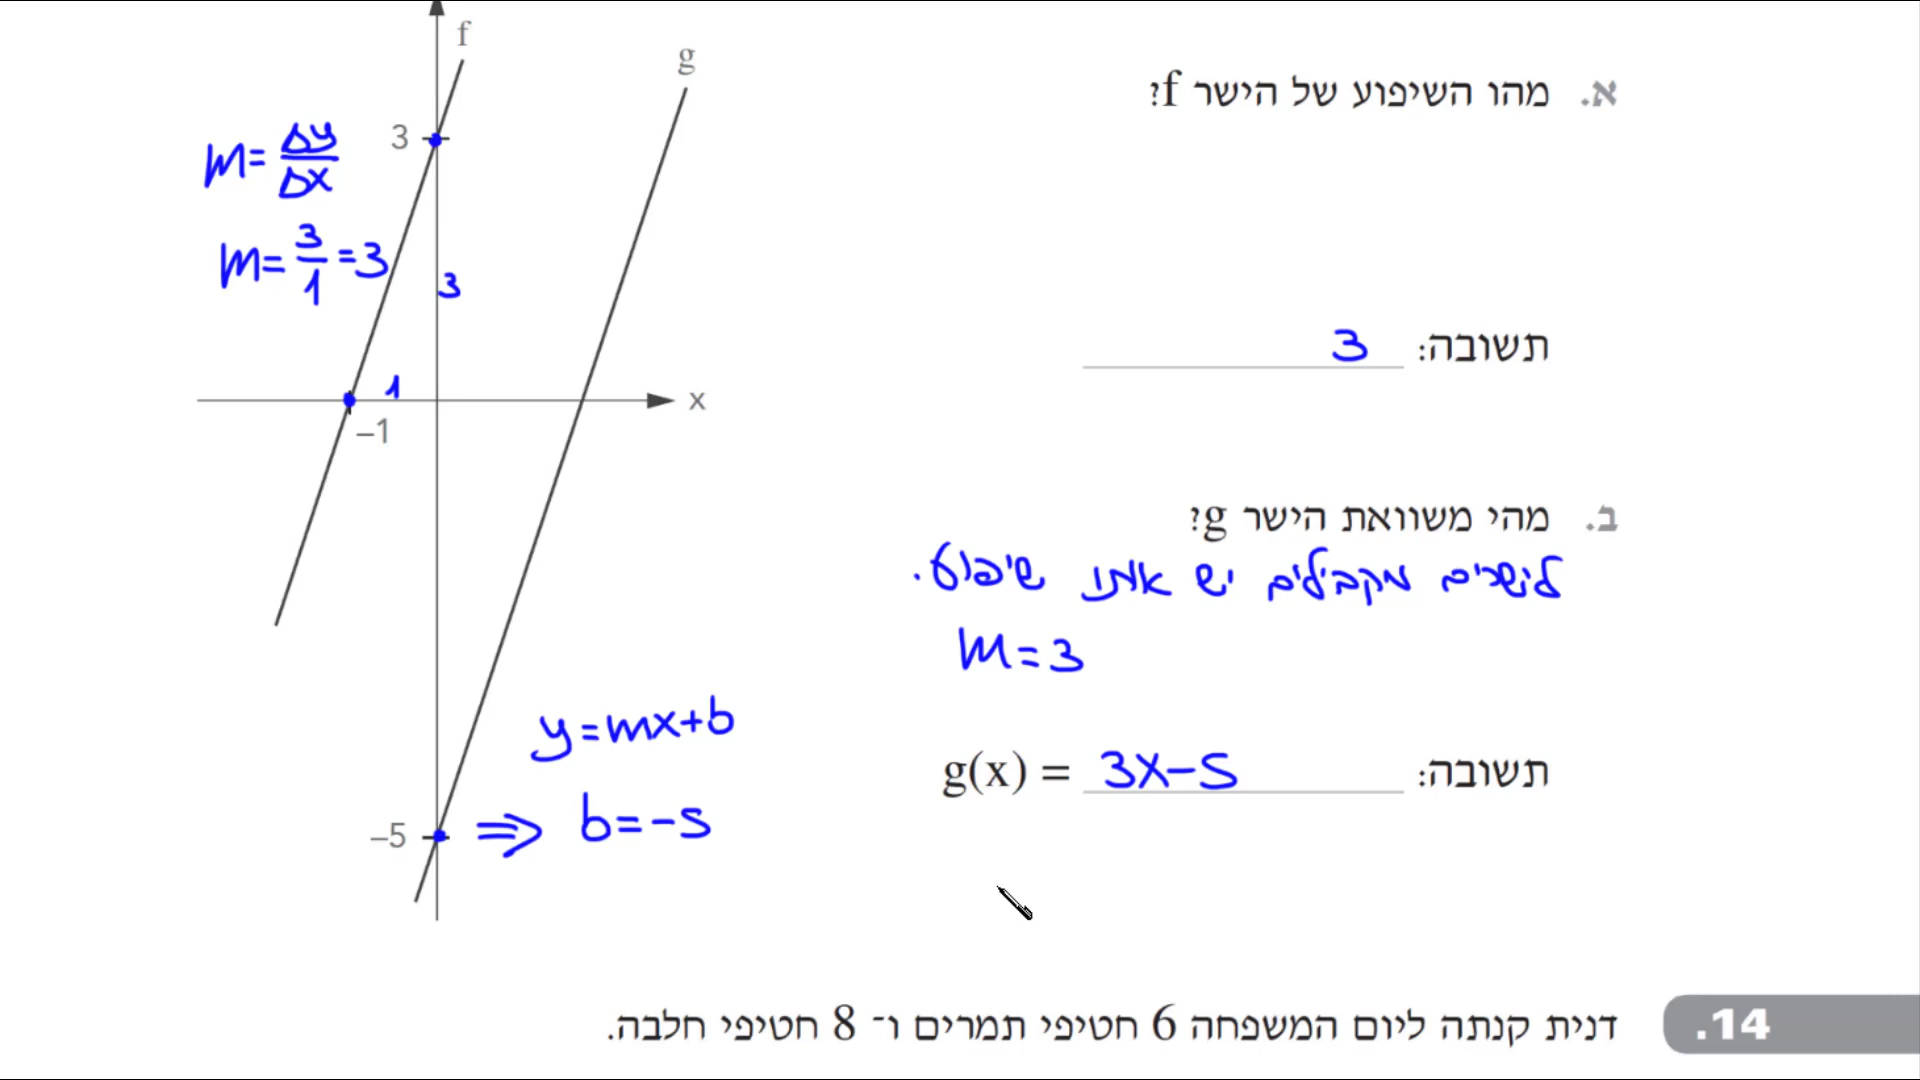 f
g
א. מהו השיפוע של הישר f?
3
m = Δy/Δx
m = 3/1 = 3
3
תשובה: 3
1
x
–1
ב. מהי משוואת הישר g?
לישרים מקבילים יש אותו שיפוע.
m = 3
y = mx + b
תשובה: g(x) = 3x – 5
–5
⇒ b = –5
14. דנית קנתה ליום המשפחה 6 חטיפי תמרים ו־ 8 חטיפי חלבה.